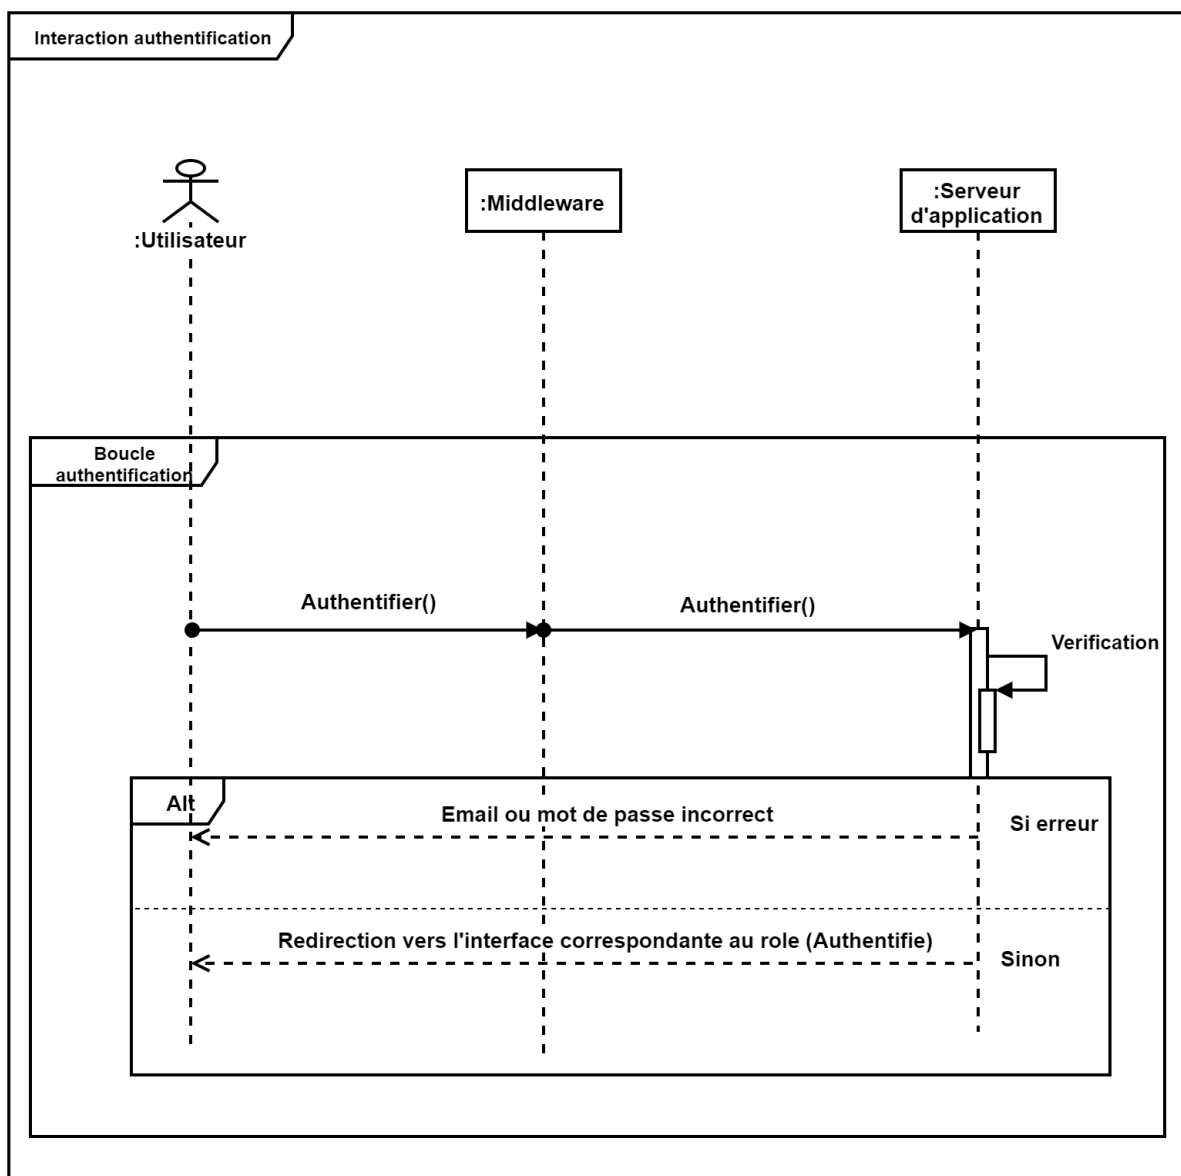 Interaction authentification
:Utilisateur
:Middleware
:Serveur
d'application
Boucle
authentification
Authentifier()
Authentifier()
Verification
Alt
Email ou mot de passe incorrect
Si erreur
Redirection vers l'interface correspondante au role (Authentifie)
Sinon